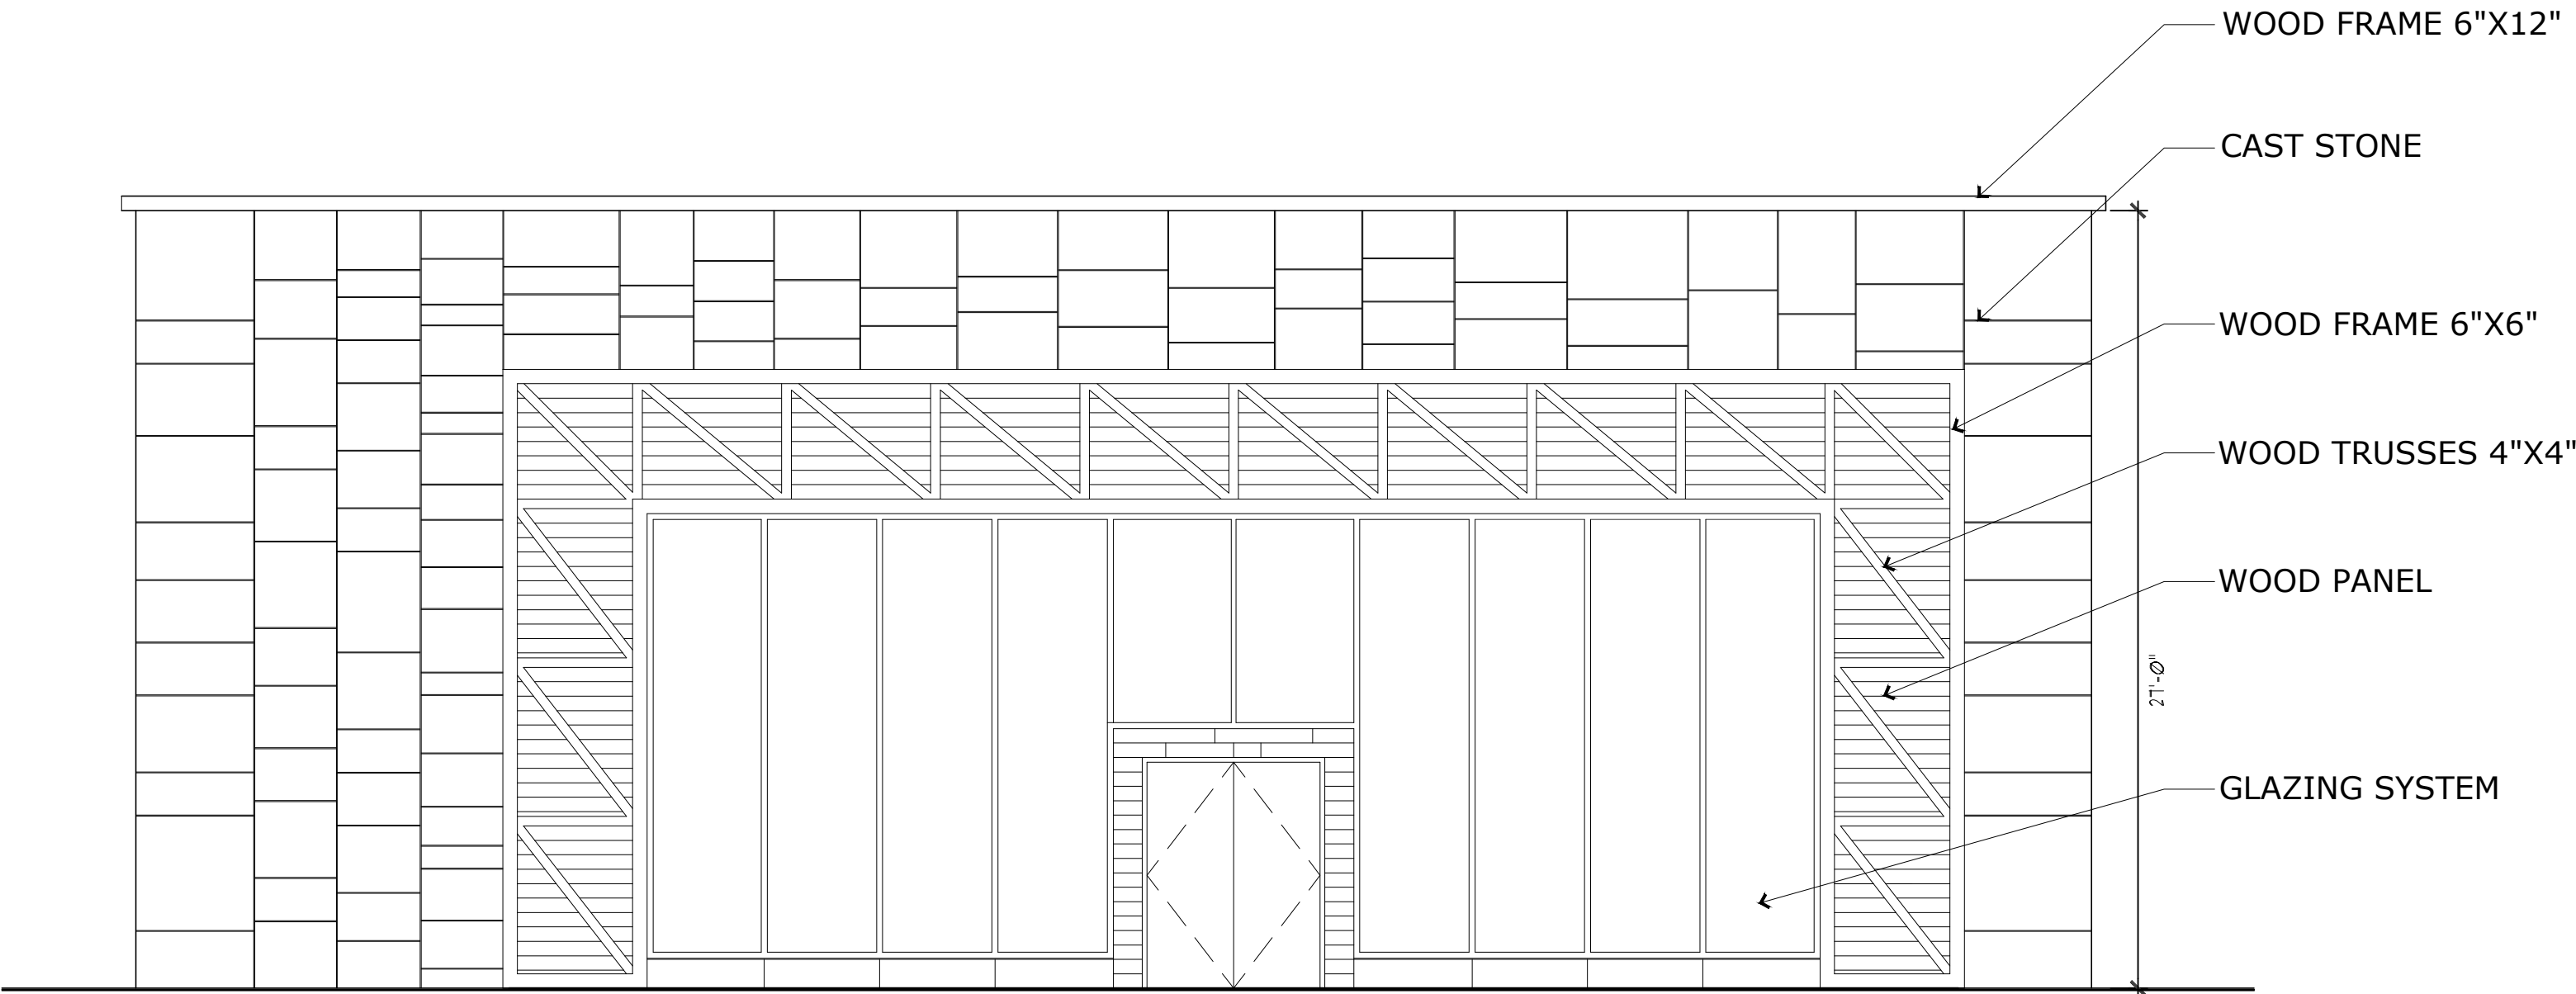 WOOD FRAME 6"X12"
CAST STONE
WOOD FRAME 6"X6"
WOOD TRUSSES 4"X4"
WOOD PANEL
27'-0"
GLAZING SYSTEM